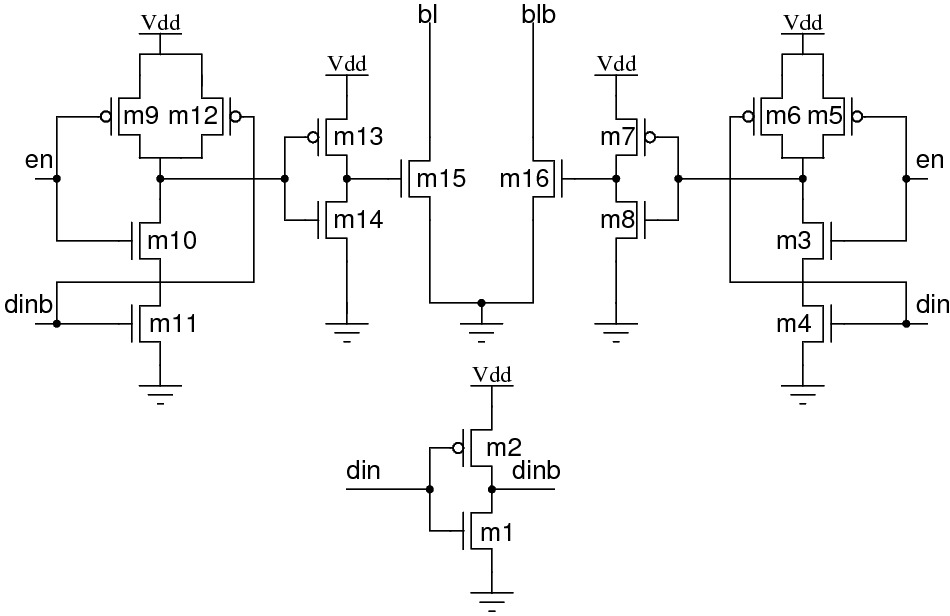 bl blb
Vdd Vdd
Vdd Vdd
m9 m12 m6 m5
m13 m7
en en
m15 m16
m14 m8
m10 m3
dinb din
m11 m4
Vdd
m2
din dinb
m1